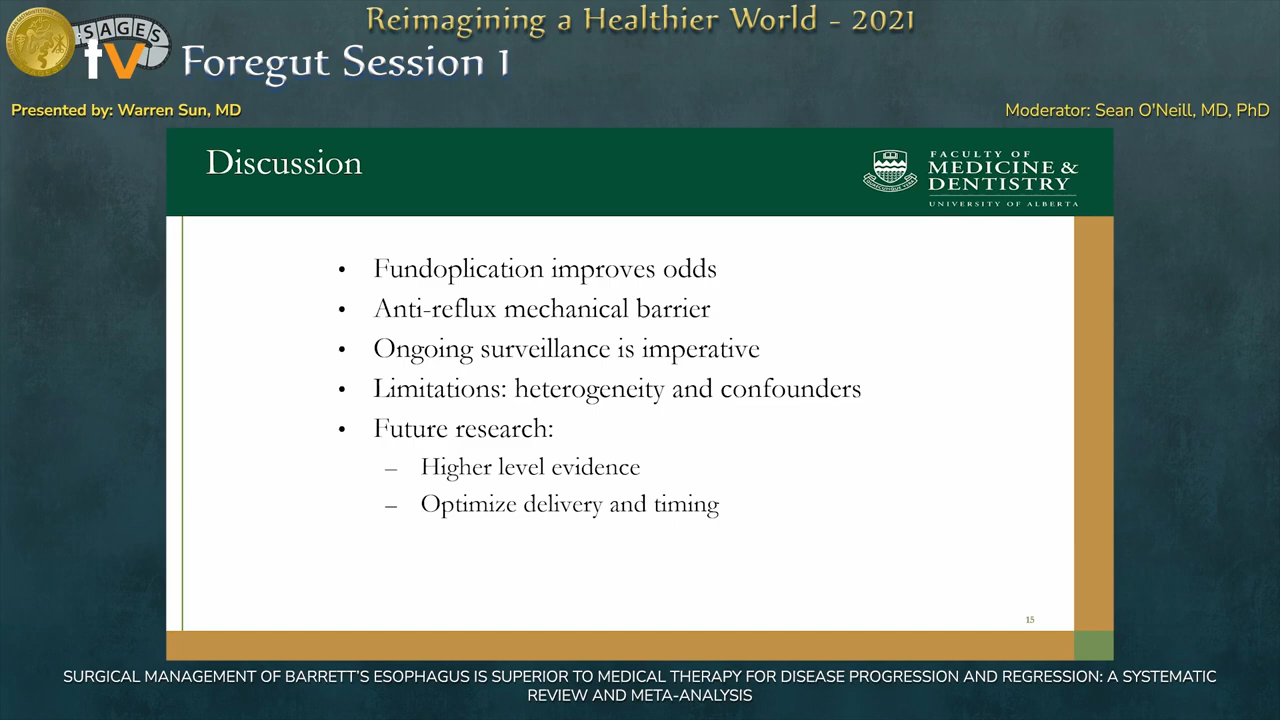 Reimagining a Healthier World - 2021
SAGES
tv
Foregut Session 1
Presented by: Warren Sun, MD
Moderator: Sean O'Neill, MD, PhD
Discussion
FACULTY OF
MEDICINE &
DENTISTRY
UNIVERSITY OF ALBERTA
• Fundoplication improves odds
• Anti-reflux mechanical barrier
• Ongoing surveillance is imperative
• Limitations: heterogeneity and confounders
• Future research:
– Higher level evidence
– Optimize delivery and timing
15
SURGICAL MANAGEMENT OF BARRETT'S ESOPHAGUS IS SUPERIOR TO MEDICAL THERAPY FOR DISEASE PROGRESSION AND REGRESSION: A SYSTEMATIC
REVIEW AND META-ANALYSIS